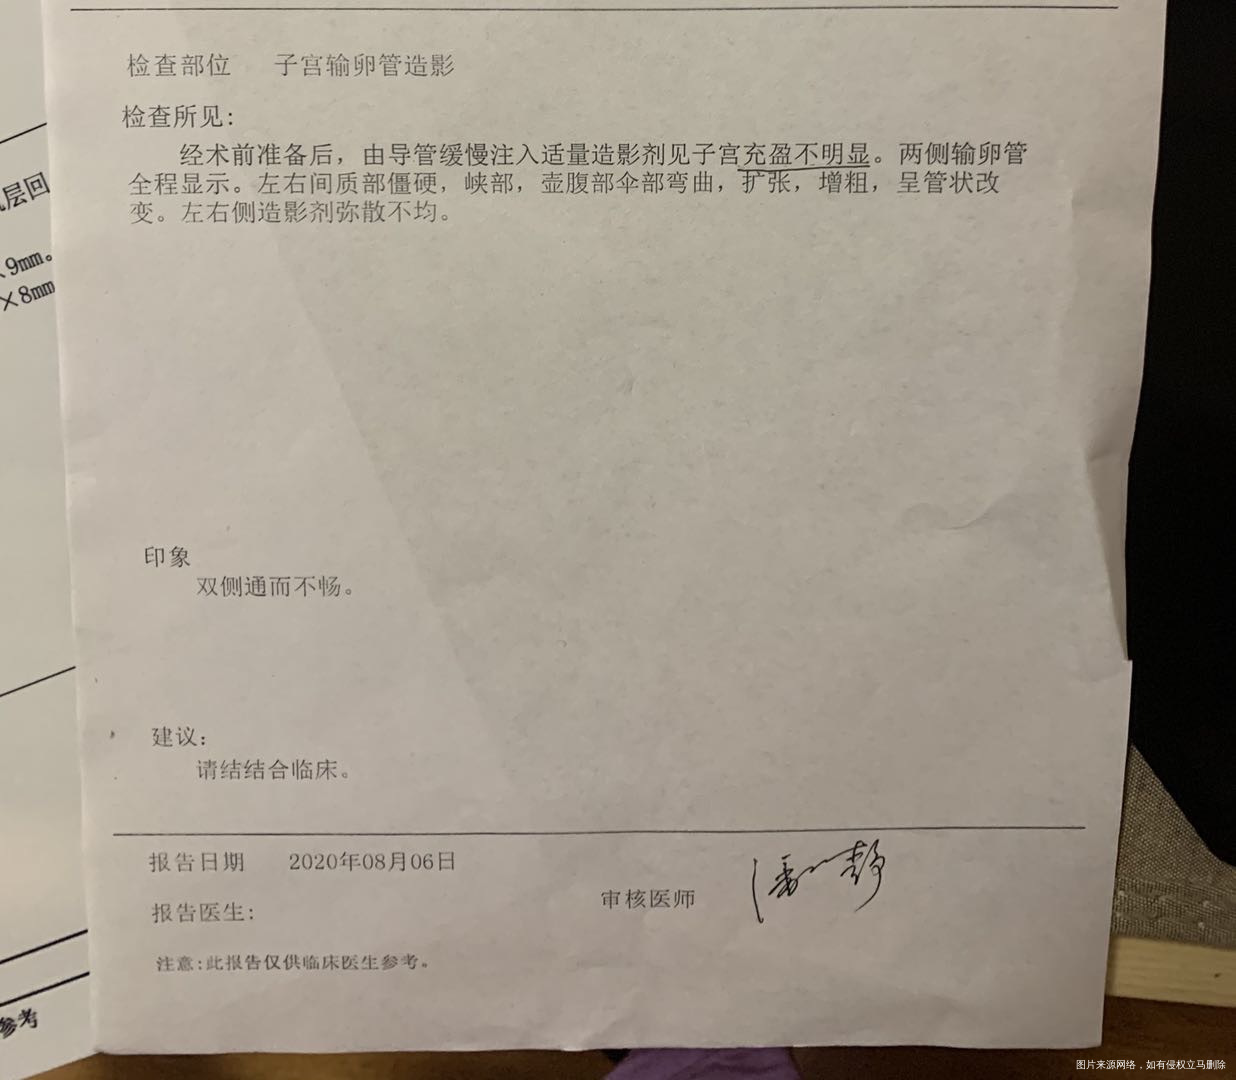 检查部位 子宫输卵管造影
检查所见:
经术前准备后，由导管缓慢注入适量造影剂见子宫充盈不明显。两侧输卵管
全程显示。左右间质部僵硬，峡部，壶腹部伞部弯曲，扩张，增粗，呈管状改
变。左右侧造影剂弥散不均。
层回
9mm。
×8mm
印象
双侧通而不畅。
建议:
请结结合临床。
报告日期 2020年08月06日
审核医师
报告医生:
注意:此报告仅供临床医生参考。
参考
图片来源网络，如有侵权立马删除